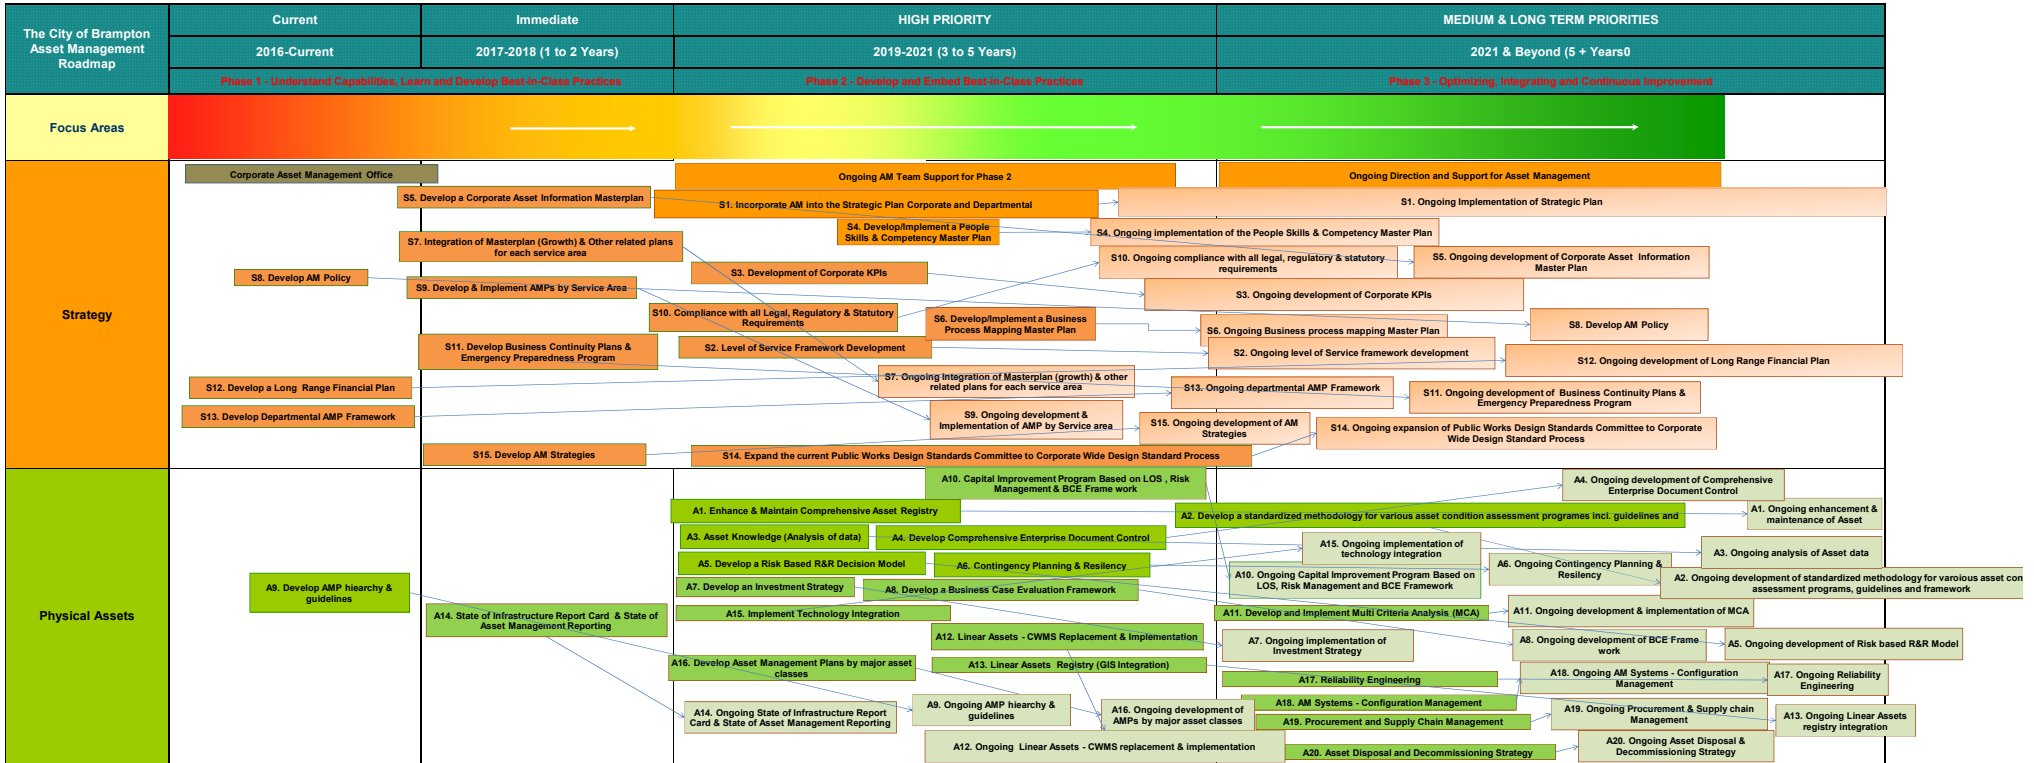 The City of Brampton
Asset Management
Roadmap
Current
Immediate
HIGH PRIORITY
MEDIUM & LONG TERM PRIORITIES
2016-Current
2017-2018 (1 to 2 Years)
2019-2021 (3 to 5 Years)
2021 & Beyond (5 + Years0
Phase 1 - Understand Capabilities, Learn and Develop Best-in-Class Practices
Phase 2 - Develop and Embed Best-in-Class Practices
Phase 3 - Optimizing, Integrating and Continuous Improvement
Focus Areas
Strategy
Corporate Asset Management Office
Ongoing AM Team Support for Phase 2
Ongoing Direction and Support for Asset Management
S5. Develop a Corporate Asset Information Masterplan
S1. Incorporate AM into the Strategic Plan Corporate and Departmental
S1. Ongoing Implementation of Strategic Plan
S4. Develop/Implement a People
Skills & Competency Master Plan
S4. Ongoing implementation of the People Skills & Competency Master Plan
S7. Integration of Masterplan (Growth) & Other related plans
for each service area
S10. Ongoing compliance with all legal, regulatory & statutory
requirements
S5. Ongoing development of Corporate Asset Information
Master Plan
S8. Develop AM Policy
S3. Development of Corporate KPIs
S9. Develop & Implement AMPs by Service Area
S3. Ongoing development of Corporate KPIs
S10. Compliance with all Legal, Regulatory & Statutory
Requirements
S6. Develop/Implement a Business
Process Mapping Master Plan
S6. Ongoing Business process mapping Master Plan
S8. Develop AM Policy
S11. Develop Business Continuity Plans &
Emergency Preparedness Program
S2. Level of Service Framework Development
S2. Ongoing level of Service framework development
S12. Ongoing development of Long Range Financial Plan
S12. Develop a Long Range Financial Plan
S7. Ongoing Integration of Masterplan (growth) & other
related plans for each service area
S13. Ongoing departmental AMP Framework
S11. Ongoing development of Business Continuity Plans &
Emergency Preparedness Program
S13. Develop Departmental AMP Framework
S9. Ongoing development &
Implementation of AMP by Service area
S15. Ongoing development of AM
Strategies
S14. Ongoing expansion of Public Works Design Standards Committee to Corporate
Wide Design Standard Process
S15. Develop AM Strategies
S14. Expand the current Public Works Design Standards Committee to Corporate Wide Design Standard Process
Physical Assets
A10. Capital Improvement Program Based on LOS , Risk
Management & BCE Frame work
A4. Ongoing development of Comprehensive
Enterprise Document Control
A1. Enhance & Maintain Comprehensive Asset Registry
A2. Develop a standardized methodology for various asset condition assessment programes incl. guidelines and
A1. Ongoing enhancement &
maintenance of Asset
A3. Asset Knowledge (Analysis of data)
A4. Develop Comprehensive Enterprise Document Control
A15. Ongoing implementation of
technology integration
A3. Ongoing analysis of Asset data
A5. Develop a Risk Based R&R Decision Model
A6. Contingency Planning & Resilency
A10. Ongoing Capital Improvement Program Based on
LOS, Risk Management and BCE Framework
A6. Ongoing Contingency Planning &
Resilency
A2. Ongoing development of standardized methodology for varoious asset con
assessment programs, guidelines and framework
A9. Develop AMP hiearchy &
guidelines
A7. Develop an Investment Strategy
A8. Develop a Business Case Evaluation Framework
A14. State of Infrastructure Report Card & State of
Asset Management Reporting
A15. Implement Technology Integration
A11. Develop and Implement Multi Criteria Analysis (MCA)
A11. Ongoing development & implementation of MCA
A12. Linear Assets - CWMS Replacement & Implementation
A7. Ongoing implementation of
Investment Strategy
A8. Ongoing development of BCE Frame
work
A5. Ongoing development of Risk based R&R Model
A16. Develop Asset Management Plans by major asset
classes
A13. Linear Assets Registry (GIS Integration)
A17. Reliability Engineering
A18. Ongoing AM Systems - Configuration
Management
A17. Ongoing Reliability
Engineering
A14. Ongoing State of Infrastructure Report
Card & State of Asset Management Reporting
A9. Ongoing AMP hiearchy &
guidelines
A16. Ongoing development of
AMPs by major asset classes
A18. AM Systems - Configuration Management
A19. Procurement and Supply Chain Management
A19. Ongoing Procurement & Supply chain
Management
A13. Ongoing Linear Assets
registry integration
A12. Ongoing Linear Assets - CWMS replacement & implementation
A20. Asset Disposal and Decommissioning Strategy
A20. Ongoing Asset Disposal &
Decommissioning Strategy